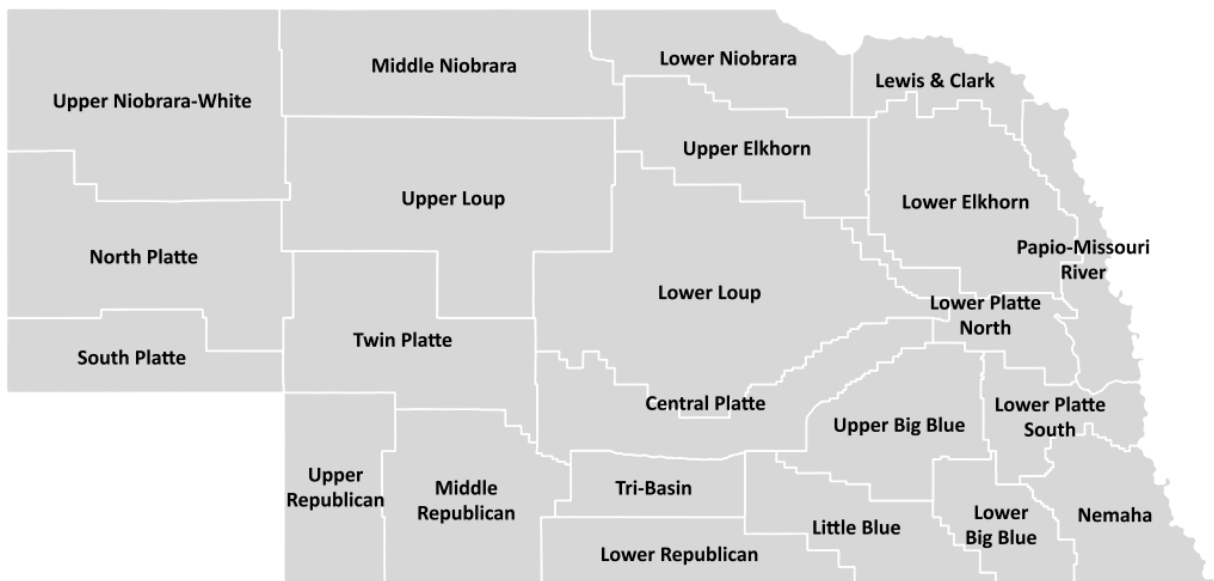 Lower Niobrara
Middle Niobrara
Lewis & Clark
Upper Niobrara-White
Upper Elkhorn
Upper Loup
Lower Elkhorn
North Platte
Papio-Missouri
River
Lower Loup
Lower Platte
North
Twin Platte
South Platte
Central Platte
Lower Platte
South
Upper Big Blue
Upper
Republican
Middle
Republican
Tri-Basin
Little Blue
Lower
Big Blue
Nemaha
Lower Republican